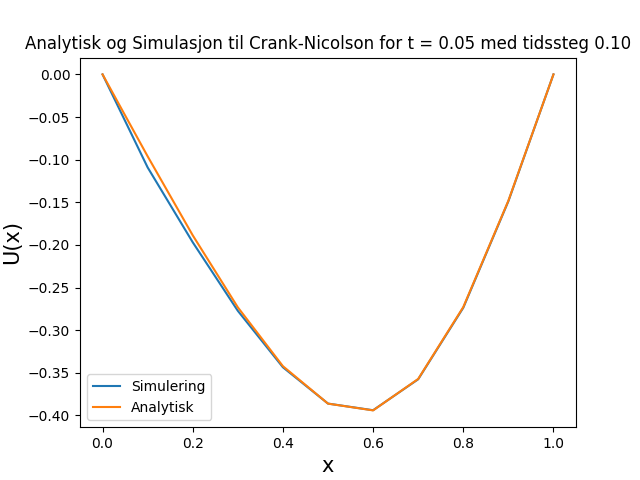 Analytisk og Simulasjon til Crank-Nicolson for t = 0.05 med tidssteg 0.10
0.00
−0.05
−0.10
−0.15
−0.20
−0.25
−0.30
−0.35
−0.40
U(x)
Simulering
Analytisk
0.0 0.2 0.4 0.6 0.8 1.0
x